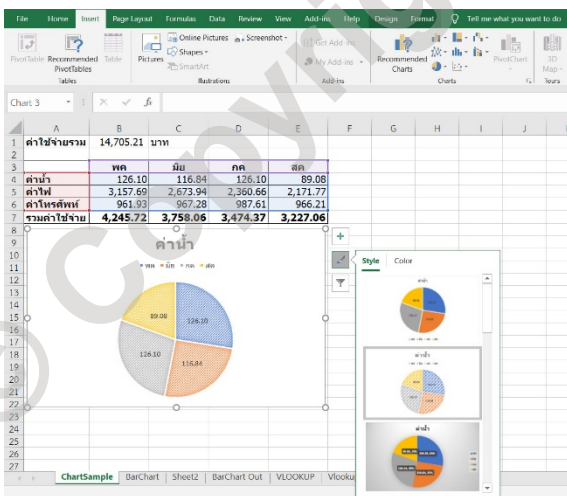 File Home Insert Page Layout Formulas Data Review View Add-ins Help Design Format Tell me what you want to do
PivotTable Recommended PivotTables Table Pictures Online Pictures Shapes SmartArt Screenshot Get Add-ins My Add-ins Recommended Charts PivotChart 3D Map
Tables Illustrations Add-ins Charts Tours
Chart 3 fx
A B C D E F G H I J
1 ค่าใช้จ่ายรวม 14,705.21 บาท
2
3 พค มิย กค สค
4 ค่าน้ำ 126.10 116.84 126.10 89.08
5 ค่าไฟ 3,157.69 2,673.94 2,360.66 2,171.77
6 ค่าโทรศัพท์ 961.93 967.28 987.61 966.21
7 รวมค่าใช้จ่าย 4,245.72 3,758.06 3,474.37 3,227.06
8
9
10
11
12
13
14
15
16
17
18
19
20
21
22
23
24
25
26
27
ค่าน้ำ
พค มิย กค สค
89.08 126.10
126.10 116.84
Style Color
ค่าน้ำ
ค่าน้ำ
ค่าน้ำ
ChartSample BarChart Sheet2 BarChart Out VLOOKUP
© Copyrig